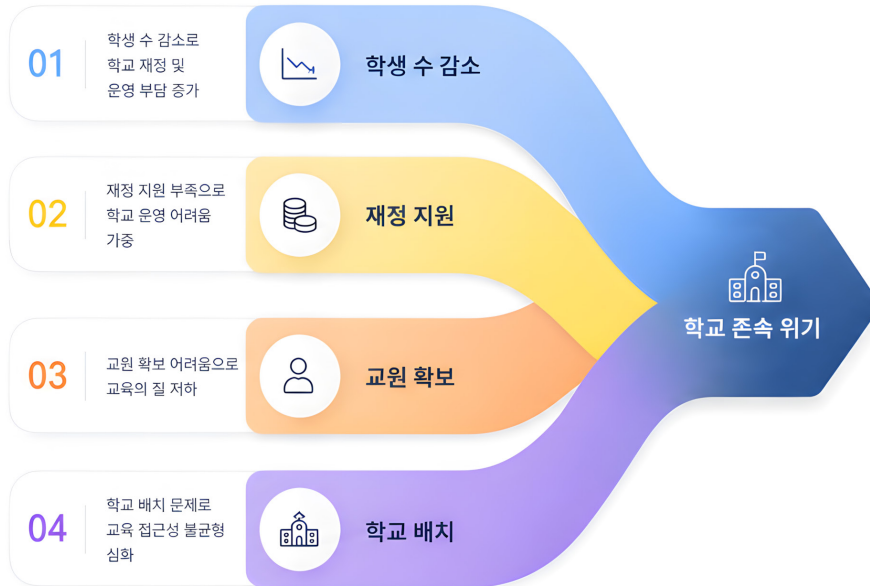 01
학생 수 감소로
학교 재정 및
운영 부담 증가
학생 수 감소
02
재정 지원 부족으로
학교 운영 어려움
가중
재정 지원
03
교원 확보 어려움으로
교육의 질 저하
교원 확보
04
학교 배치 문제로
교육 접근성 불균형
심화
학교 배치
학교 존속 위기